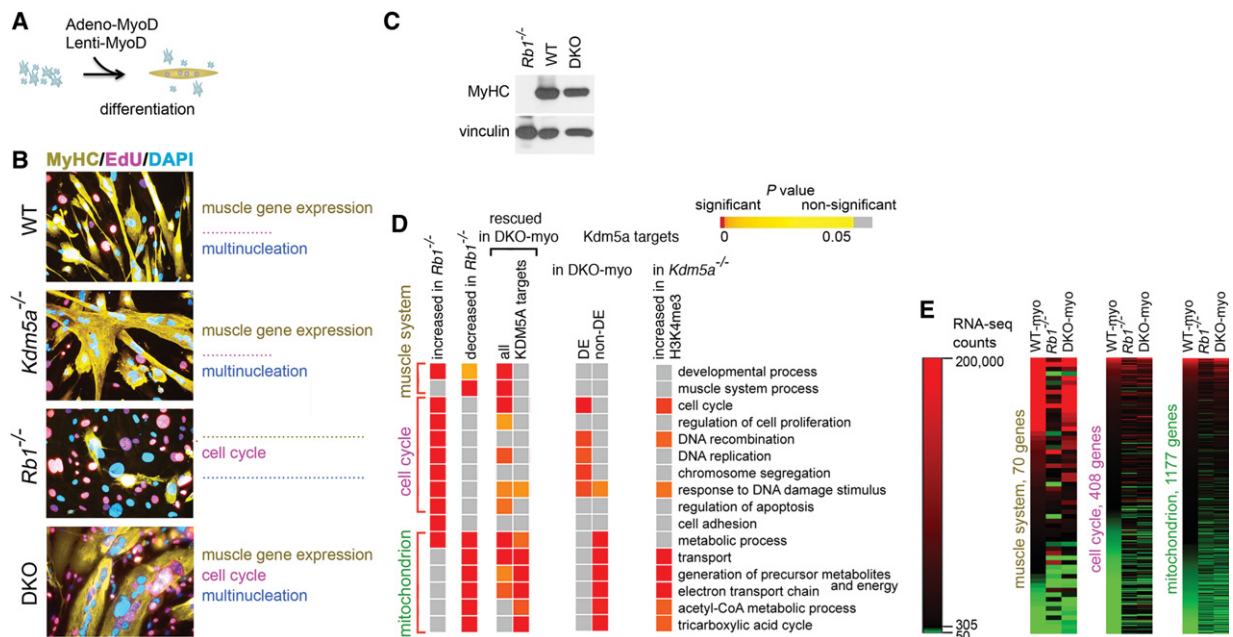 A
Adeno-MyoD
Lenti-MyoD
differentiation
B
MyHC/EdU/DAPI
WT
muscle gene expression
multinucleation
Kdm5a-/-
muscle gene expression
multinucleation
Rb1-/-
cell cycle
DKO
muscle gene expression
cell cycle
multinucleation
C
Rb1-/-
WT
DKO
MyHC
vinculin
D
P value
significant
non-significant
0
0.05
rescued
in DKO-myo
Kdm5a targets
in DKO-myo
in Kdm5a-/-
increased in Rb1-/-
decreased in Rb1-/-
all
KDM5A targets
DE
non-DE
increased in
H3K4me3
muscle system
cell cycle
mitochondrion
developmental process
muscle system process
cell cycle
regulation of cell proliferation
DNA recombination
DNA replication
chromosome segregation
response to DNA damage stimulus
regulation of apoptosis
cell adhesion
metabolic process
transport
generation of precursor metabolites
and energy
electron transport chain
acetyl-CoA metabolic process
tricarboxylic acid cycle
E
RNA-seq
counts
200,000
305
50
WT-myo
Rb1-/-
DKO-myo
muscle system, 70 genes
WT-myo
Rb1-/-
DKO-myo
cell cycle, 408 genes
WT-myo
Rb1-/-
DKO-myo
mitochondrion, 1177 genes